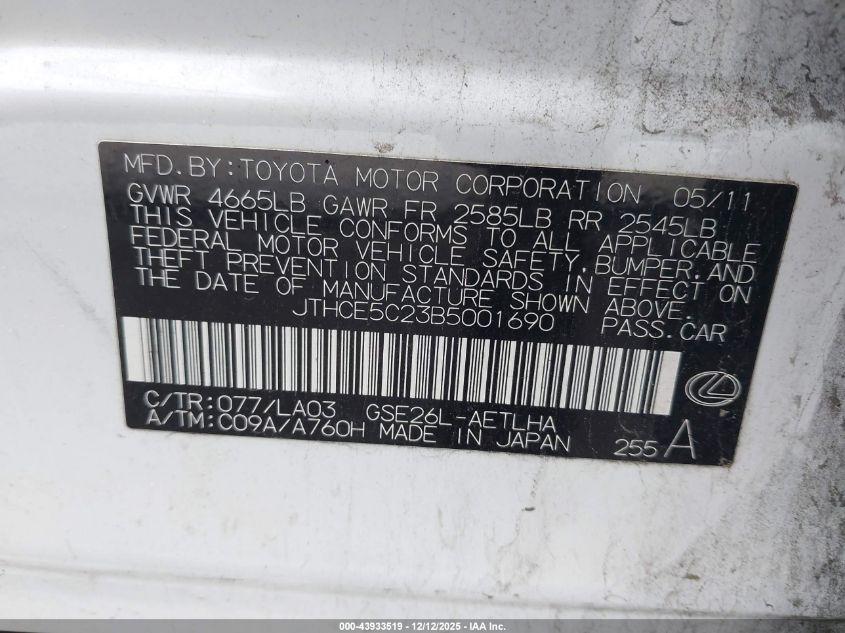 MFD.BY:TOYOTA MOTOR CORPORATION 05/11
GVWR 4665LB GAWR FR 2585LB RR 2545LB
THIS VEHICLE CONFORMS TO ALL APPLICABLE
FEDERAL MOTOR VEHICLE SAFETY,BUMPER,AND
THEFT PREVENTION STANDARDS IN EFFECT ON
THE DATE OF MANUFACTURE SHOWN ABOVE.
JTHCE5C23B5001690 PASS.CAR
C/TR:077/LA03 GSE26L-AETLHA
A/TM:C09A/A760H MADE IN JAPAN 255 A
000-43933519 - 12/12/2025 - IAA Inc.